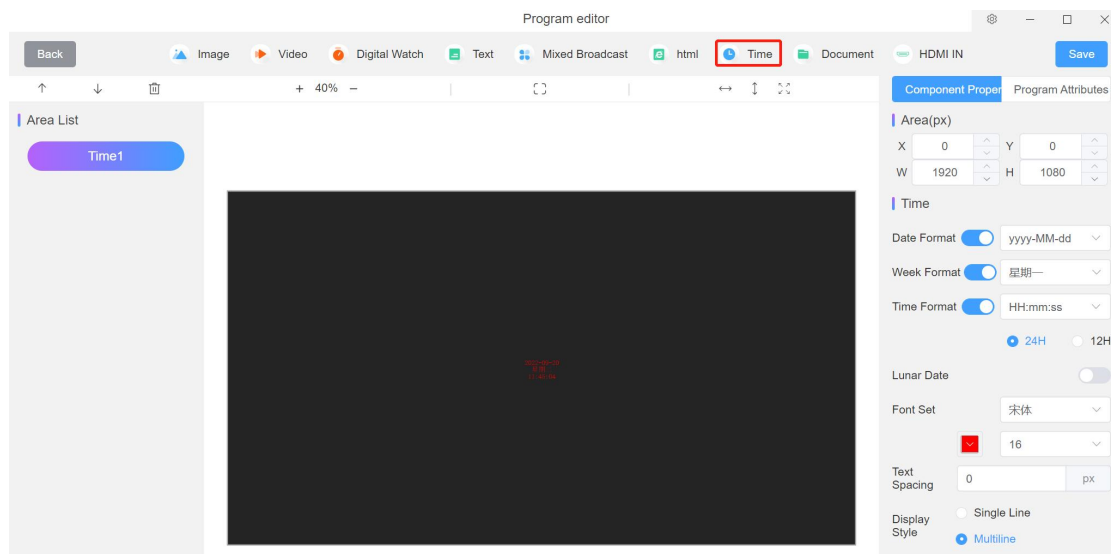 Program editor
Back Image Video Digital Watch Text Mixed Broadcast html Time Document HDMI IN Save
+ 40% −
Component Proper Program Attributes
Area List
Time1
Area(px)
X 0 Y 0
W 1920 H 1080
Time
Date Format yyyy-MM-dd
Week Format 星期一
Time Format HH:mm:ss
24H 12H
Lunar Date
Font Set 宋体
16
Text
Spacing 0 px
Display
Style
Single Line
Multiline